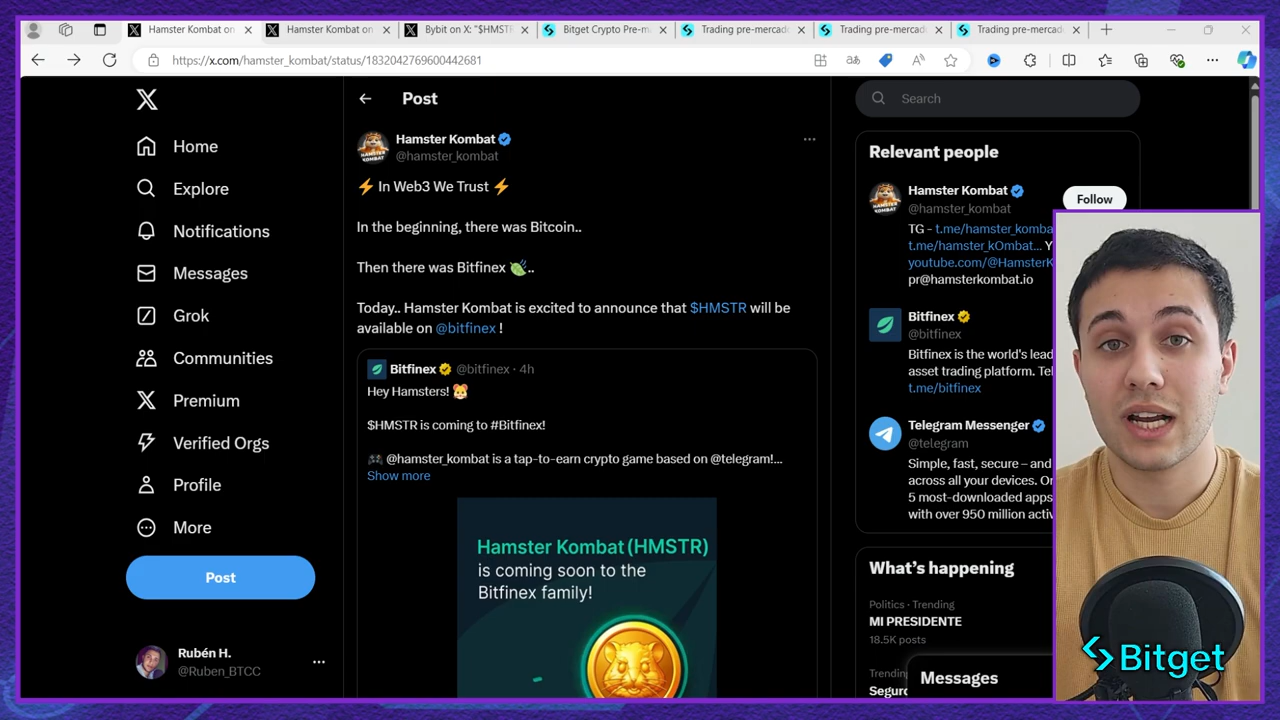 Hamster Kombat on
Hamster Kombat on
Bybit on X: "$HMSTR
Bitget Crypto Pre-m
Trading pre-mercado
Trading pre-mercado
Trading pre-mercado
https://x.com/hamster_kombat/status/1832042769600442681
Home
Explore
Notifications
Messages
Grok
Communities
Premium
Verified Orgs
Profile
More
Post
Rubén H.
@Ruben_BTCC
Post
Hamster Kombat
@hamster_kombat
⚡ In Web3 We Trust ⚡
In the beginning, there was Bitcoin..
Then there was Bitfinex 🍃..
Today.. Hamster Kombat is excited to announce that $HMSTR will be
available on @bitfinex !
Bitfinex @bitfinex · 4h
Hey Hamsters! 🐹
$HMSTR is coming to #Bitfinex!
🎮 @hamster_kombat is a tap-to-earn crypto game based on @telegram!...
Show more
Hamster Kombat (HMSTR)
is coming soon to the
Bitfinex family!
Search
Relevant people
Hamster Kombat
@hamster_kombat
Follow
TG - t.me/hamster_komba
t.me/hamster_kOmbat... Y
youtube.com/@HamsterK
pr@hamsterkombat.io
Bitfinex
@bitfinex
Bitfinex is the world's lead
asset trading platform. Te
t.me/bitfinex
Telegram Messenger
@telegram
Simple, fast, secure – and
across all your devices. On
5 most-downloaded apps
with over 950 million activ
What's happening
Politics · Trending
MI PRESIDENTE
18.5K posts
Trending
Seguro
Messages
Bitget